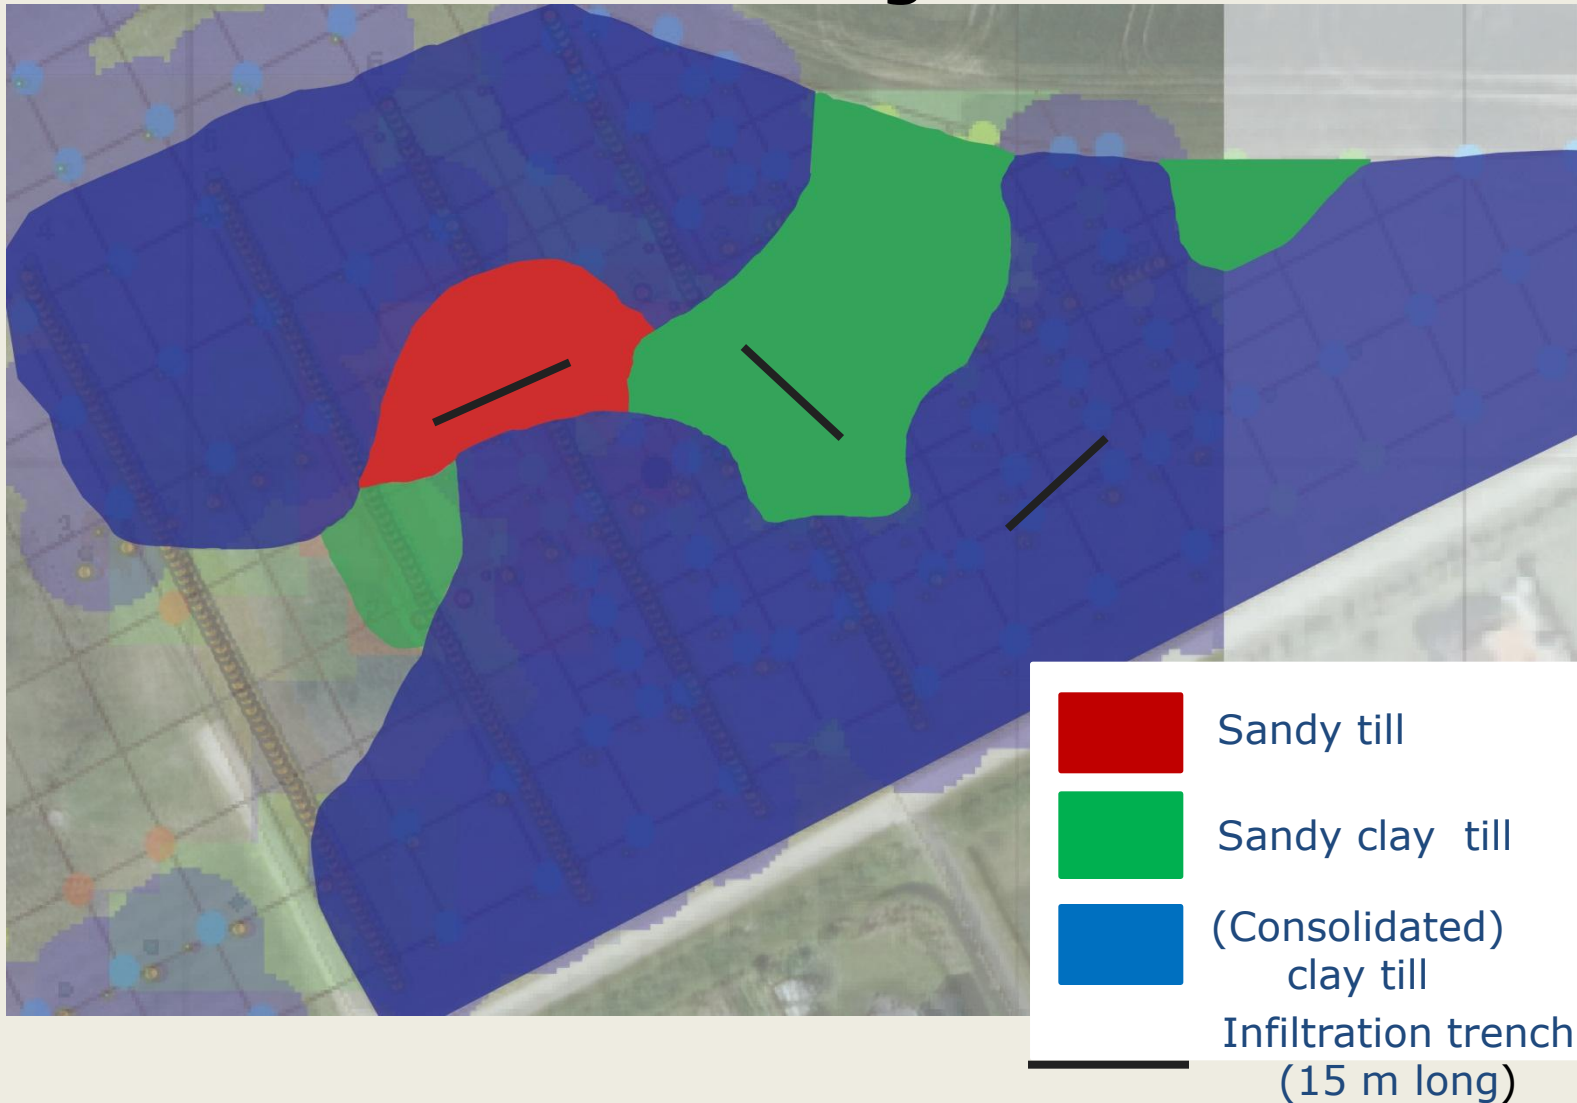 Sandy till
Sandy clay till
(Consolidated)
clay till
Infiltration trench
(15 m long)